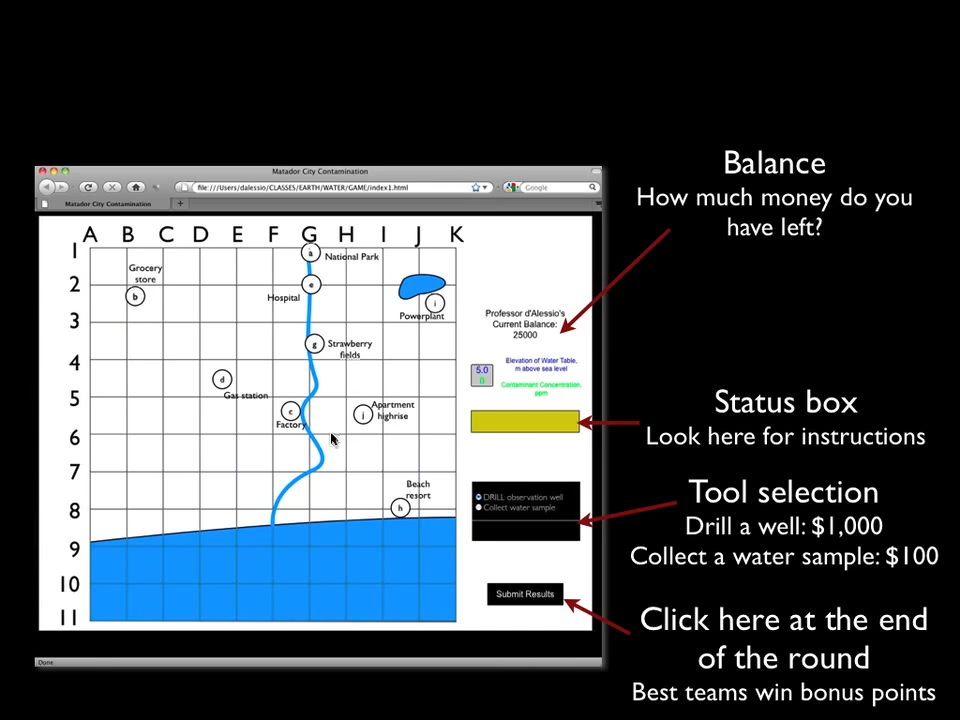 Matador City Contamination
file:///Users/dalessio/CLASSES/EARTH/WATER/GAME/index1.html
Google
Matador City Contamination
A B C D E F G H I J K
1
2
3
4
5
6
7
8
9
10
11
a
National Park
Grocery
store
b
e
Hospital
i
Powerplant
g
Strawberry
fields
d
Gas station
c
Factory
j
Apartment
highrise
Beach
resort
h
Professor d'Alessio's
Current Balance:
25000
5.0
0
Elevation of Water Table,
m above sea level
Contaminant Concentration,
ppm
DRILL observation well
Collect water sample
Submit Results
Done
Balance
How much money do you
have left?
Status box
Look here for instructions
Tool selection
Drill a well: $1,000
Collect a water sample: $100
Click here at the end
of the round
Best teams win bonus points